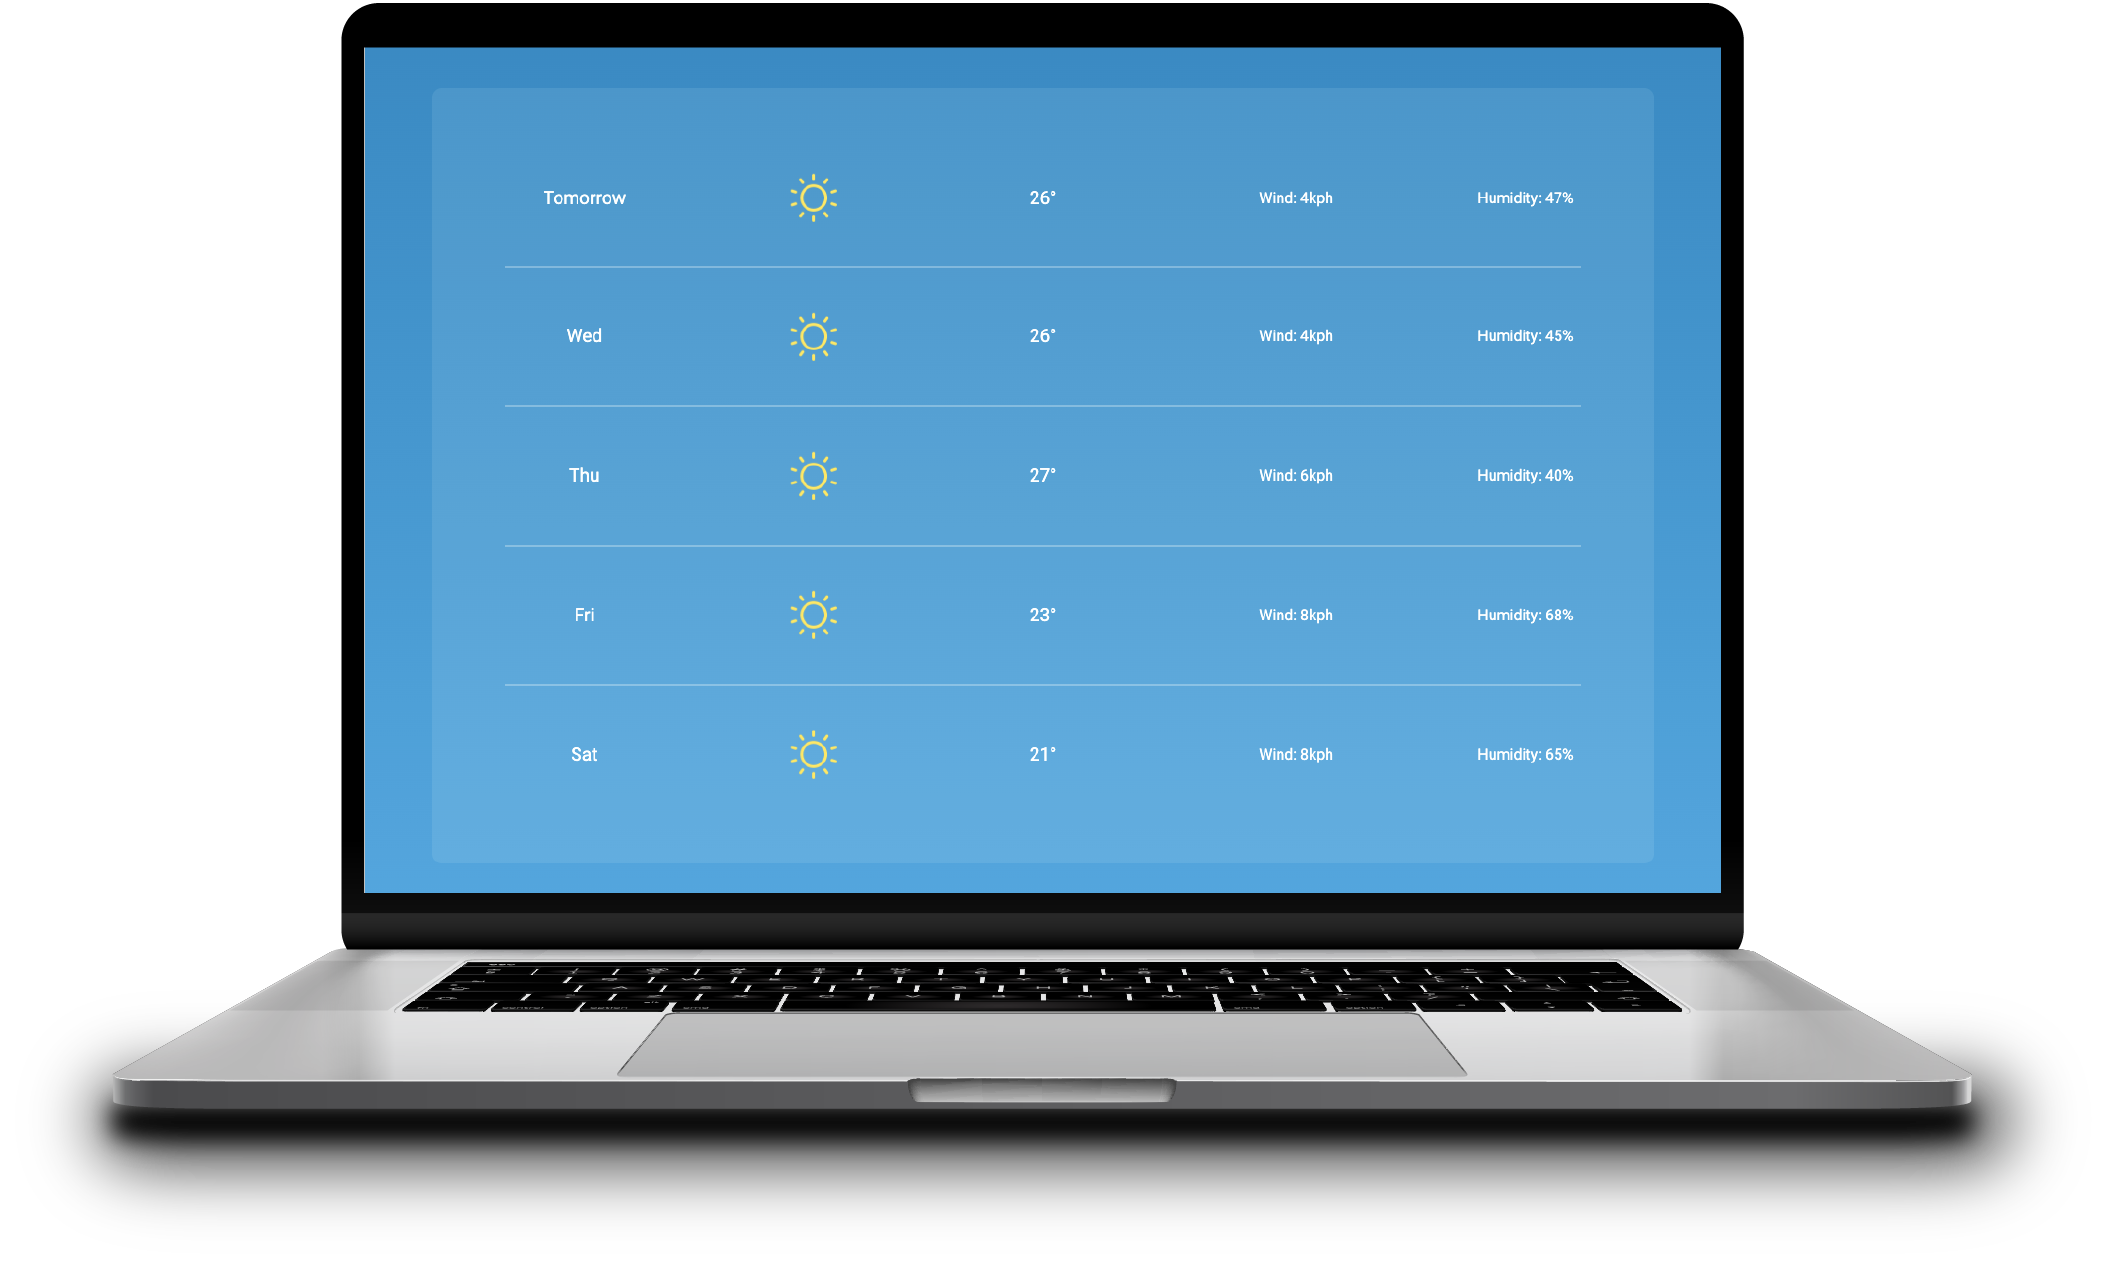 Tomorrow 26° Wind: 4kph Humidity: 47%
Wed 26° Wind: 4kph Humidity: 45%
Thu 27° Wind: 6kph Humidity: 40%
Fri 23° Wind: 8kph Humidity: 68%
Sat 21° Wind: 8kph Humidity: 65%